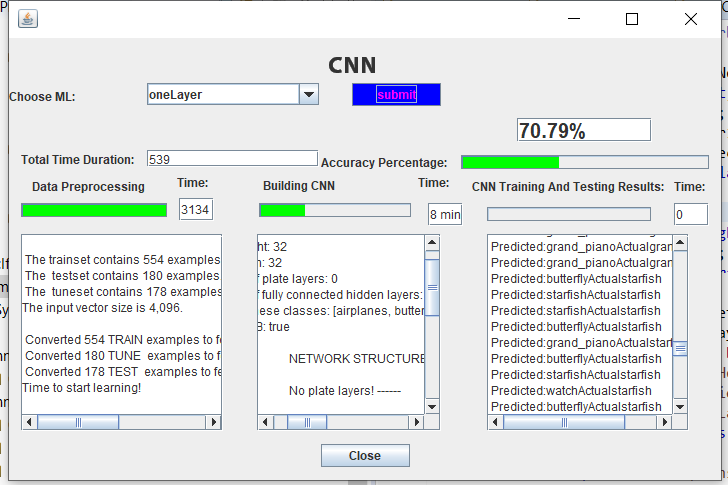 CNN
Choose ML:
oneLayer
submit
70.79%
Total Time Duration:
539
Accuracy Percentage:
Data Preprocessing
Time:
Building CNN
Time:
CNN Training And Testing Results:
Time:
3134
8 min
0
The trainset contains 554 examples
The testset contains 180 examples
The tuneset contains 178 examples
The input vector size is 4,096.
Converted 554 TRAIN examples to fe
Converted 180 TUNE examples to f
Converted 178 TEST examples to fe
Time to start learning!
ht: 32
h: 32
f plate layers: 0
f fully connected hidden layers:
ese classes: [airplanes, butter
B: true
NETWORK STRUCTURE
No plate layers! ------
Predicted:grand_pianoActualgran
Predicted:grand_pianoActualgran
Predicted:butterflyActualstarfish
Predicted:starfishActualstarfish
Predicted:butterflyActualstarfish
Predicted:butterflyActualstarfish
Predicted:grand_pianoActualstarf
Predicted:butterflyActualstarfish
Predicted:starfishActualstarfish
Predicted:watchActualstarfish
Predicted:butterflyActualstarfish
Close